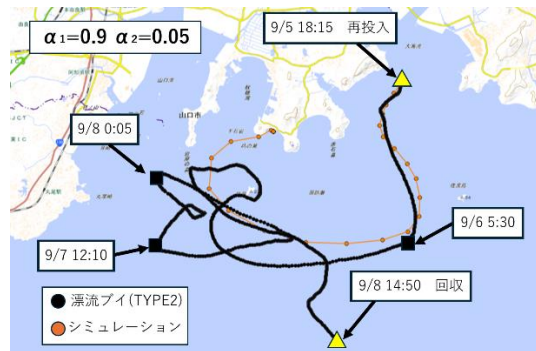 α₁=0.9 α₂=0.05
9/5 18:15 再投入
山口市
9/8 0:05
9/6 5:30
9/7 12:10
9/8 14:50 回収
漂流ブイ(TYPE2)
シミュレーション